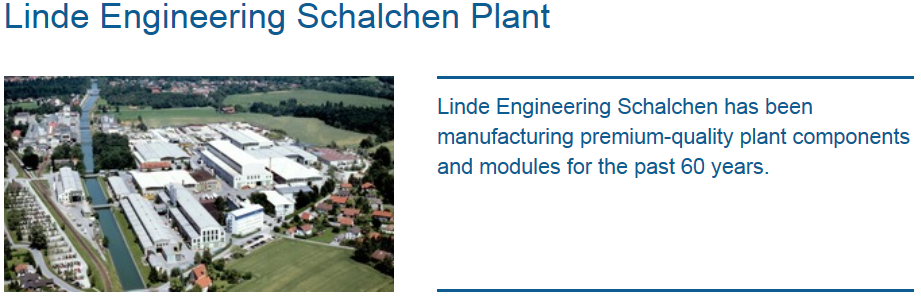 Linde Engineering Schalchen Plant
Linde Engineering Schalchen has been
manufacturing premium-quality plant components
and modules for the past 60 years.